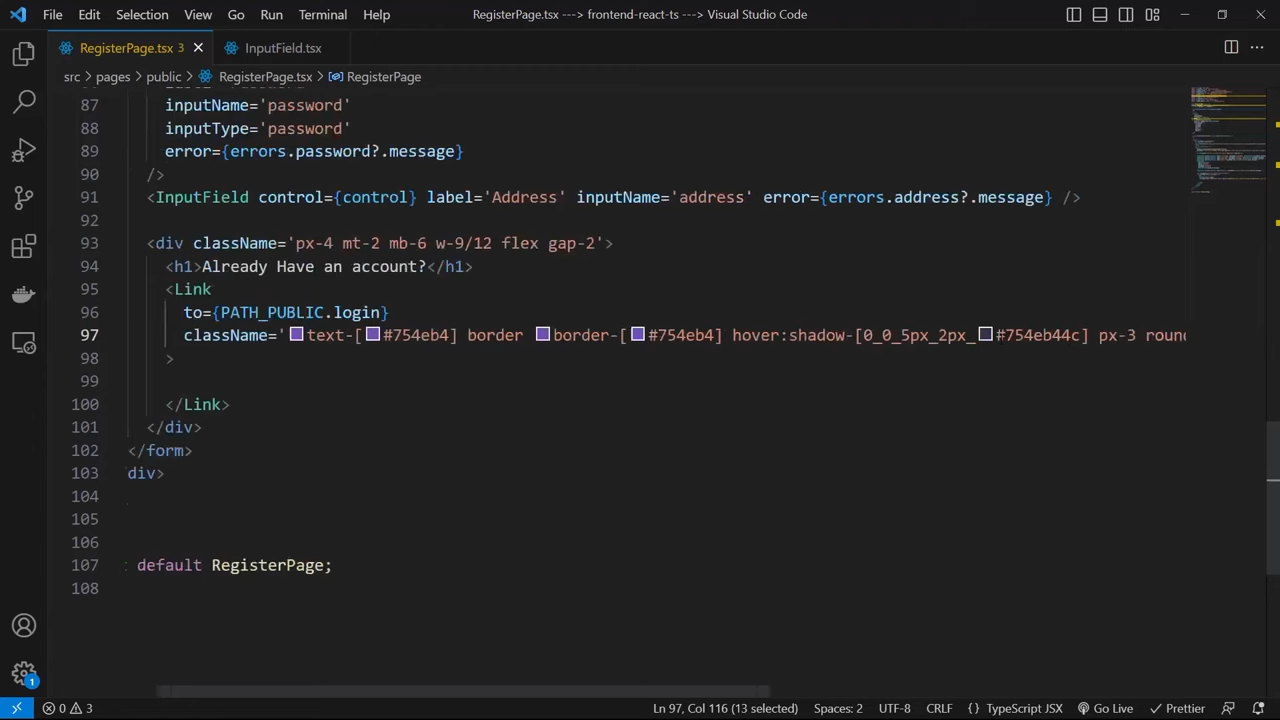 File Edit Selection View Go Run Terminal Help RegisterPage.tsx ---> frontend-react-ts ---> Visual Studio Code
RegisterPage.tsx 3 InputField.tsx
src > pages > public > RegisterPage.tsx > RegisterPage
87 inputName='password'
88 inputType='password'
89 error={errors.password?.message}
90 />
91 <InputField control={control} label='Address' inputName='address' error={errors.address?.message} />
92
93 <div className='px-4 mt-2 mb-6 w-9/12 flex gap-2'>
94 <h1>Already Have an account?</h1>
95 <Link
96 to={PATH_PUBLIC.login}
97 className='text-[#754eb4] border border-[#754eb4] hover:shadow-[0_0_5px_2px_#754eb44c] px-3 round
98 >
99
100 </Link>
101 </div>
102 </form>
103 div>
104
105
106
107 default RegisterPage;
108
1
0 3 Ln 97, Col 116 (13 selected) Spaces: 2 UTF-8 CRLF {} TypeScript JSX Go Live Prettier